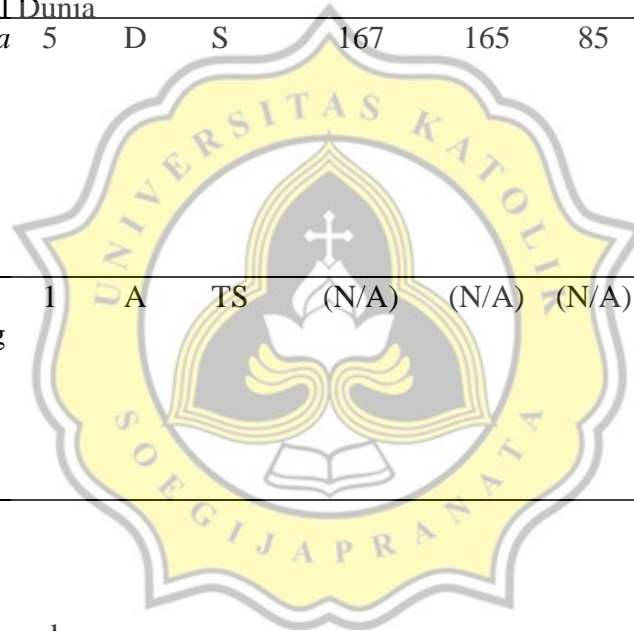 l Dunia
a 5 D S 167 165 85
1 A TS (N/A) (N/A) (N/A)
g
UNIVERSITAS KATOLIK
SOEGIJAPRANATA